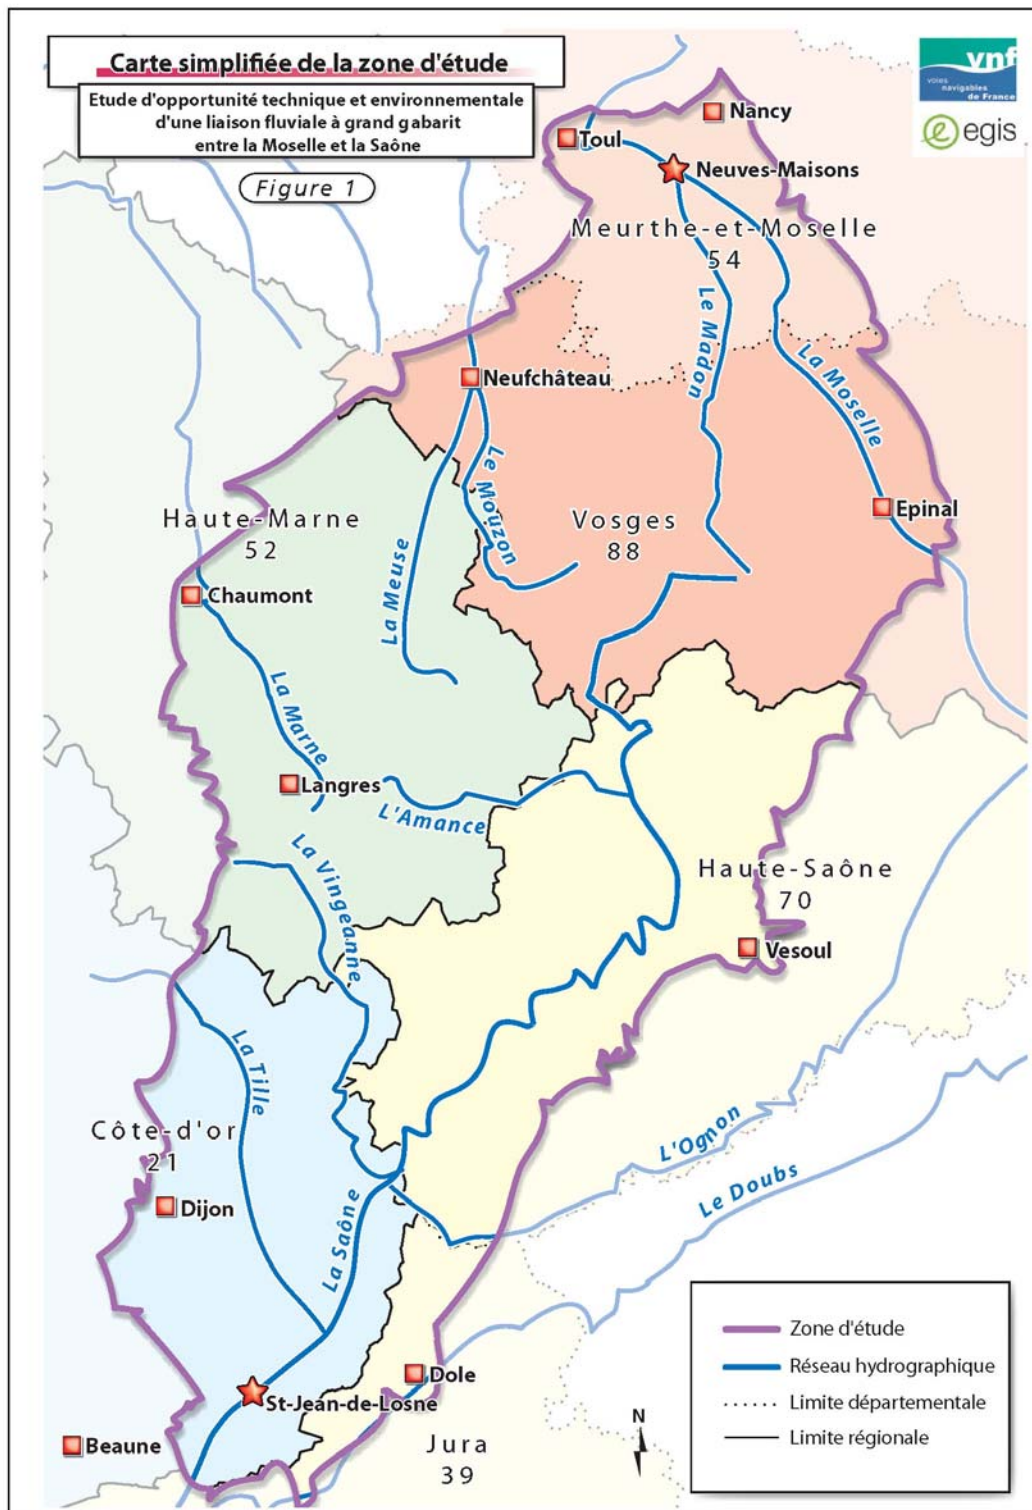 Carte simplifiée de la zone d'étude
Etude d'opportunité technique et environnementale
d'une liaison fluviale à grand gabarit
entre la Moselle et la Saône
Figure 1
vnf
voies
navigables
de France
egis
Nancy
Toul
Neuves-Maisons
Meurthe-et-Moselle
54
Le Madon
La Moselle
Neufchâteau
Le Mouzon
Epinal
Haute-Marne
52
Vosges
88
La Meuse
Chaumont
La Marne
Langres
L'Amance
La Vingeanne
Haute-Saône
70
Vesoul
La Tille
Côte-d'or
21
L'Ognon
Le Doubs
Dijon
La Saône
Dole
St-Jean-de-Losne
Beaune
Jura
39
N
Zone d'étude
Réseau hydrographique
Limite départementale
Limite régionale